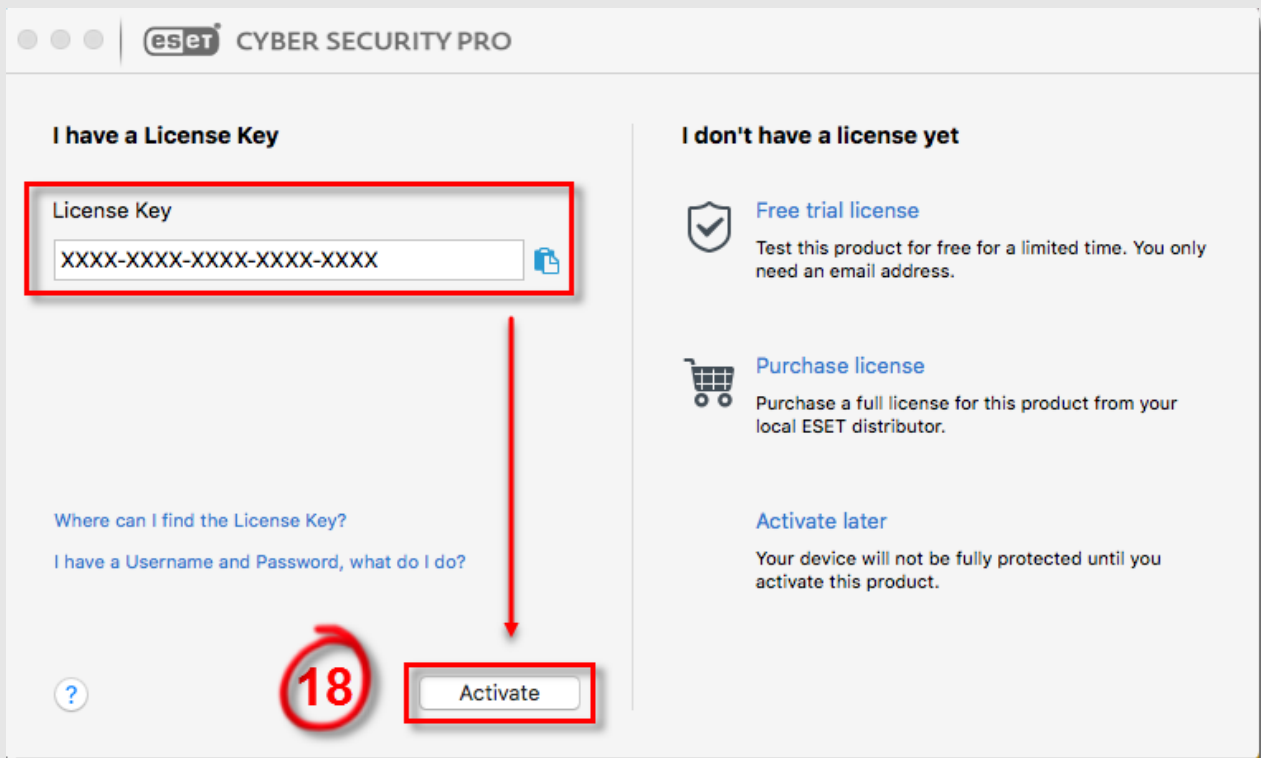 eset CYBER SECURITY PRO
I have a License Key
License Key
XXXX-XXXX-XXXX-XXXX-XXXX
Where can I find the License Key?
I have a Username and Password, what do I do?
?
18
Activate
I don't have a license yet
Free trial license
Test this product for free for a limited time. You only
need an email address.
Purchase license
Purchase a full license for this product from your
local ESET distributor.
Activate later
Your device will not be fully protected until you
activate this product.